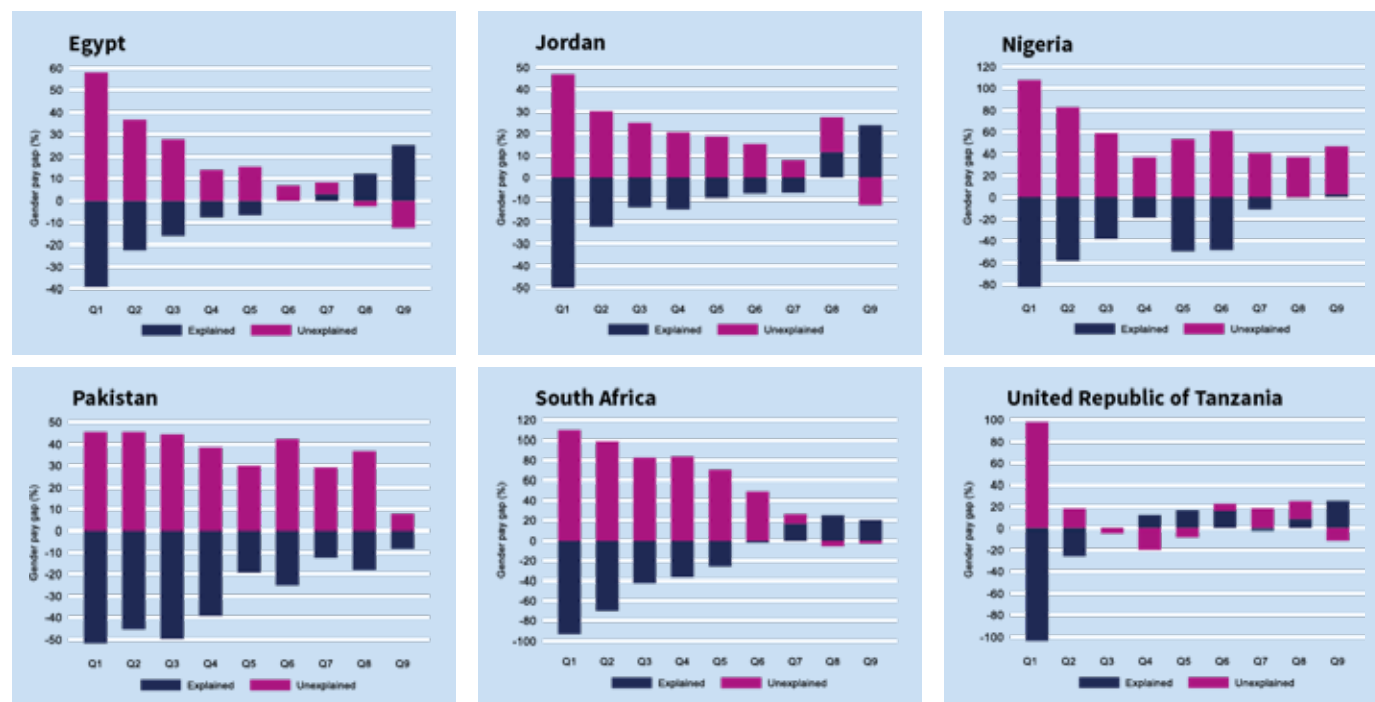 Egypt
Gender pay gap (%)
60
50
40
30
20
10
0
-10
-20
-30
-40
Q1 Q2 Q3 Q4 Q5 Q6 Q7 Q8 Q9
Explained Unexplained
Jordan
Gender pay gap (%)
50
40
30
20
10
0
-10
-20
-30
-40
-50
Q1 Q2 Q3 Q4 Q5 Q6 Q7 Q8 Q9
Explained Unexplained
Nigeria
Gender pay gap (%)
120
100
80
60
40
20
0
-20
-40
-60
-80
Q1 Q2 Q3 Q4 Q5 Q6 Q7 Q8 Q9
Explained Unexplained
Pakistan
Gender pay gap (%)
50
40
30
20
10
0
-10
-20
-30
-40
-50
Q1 Q2 Q3 Q4 Q5 Q6 Q7 Q8 Q9
Explained Unexplained
South Africa
Gender pay gap (%)
120
100
80
60
40
20
0
-20
-40
-60
-80
-100
Q1 Q2 Q3 Q4 Q5 Q6 Q7 Q8 Q9
Explained Unexplained
United Republic of Tanzania
Gender pay gap (%)
100
80
60
40
20
0
-20
-40
-60
-80
-100
Q1 Q2 Q3 Q4 Q5 Q6 Q7 Q8 Q9
Explained Unexplained